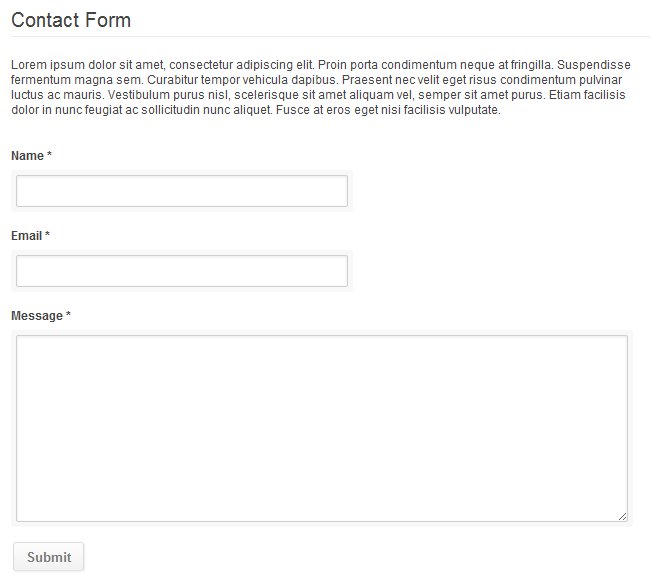 Contact Form
Lorem ipsum dolor sit amet, consectetur adipiscing elit. Proin porta condimentum neque at fringilla. Suspendisse
fermentum magna sem. Curabitur tempor vehicula dapibus. Praesent nec velit eget risus condimentum pulvinar
luctus ac mauris. Vestibulum purus nisl, scelerisque sit amet aliquam vel, semper sit amet purus. Etiam facilisis
dolor in nunc feugiat ac sollicitudin nunc aliquet. Fusce at eros eget nisi facilisis vulputate.
Name *
Email *
Message *
Submit